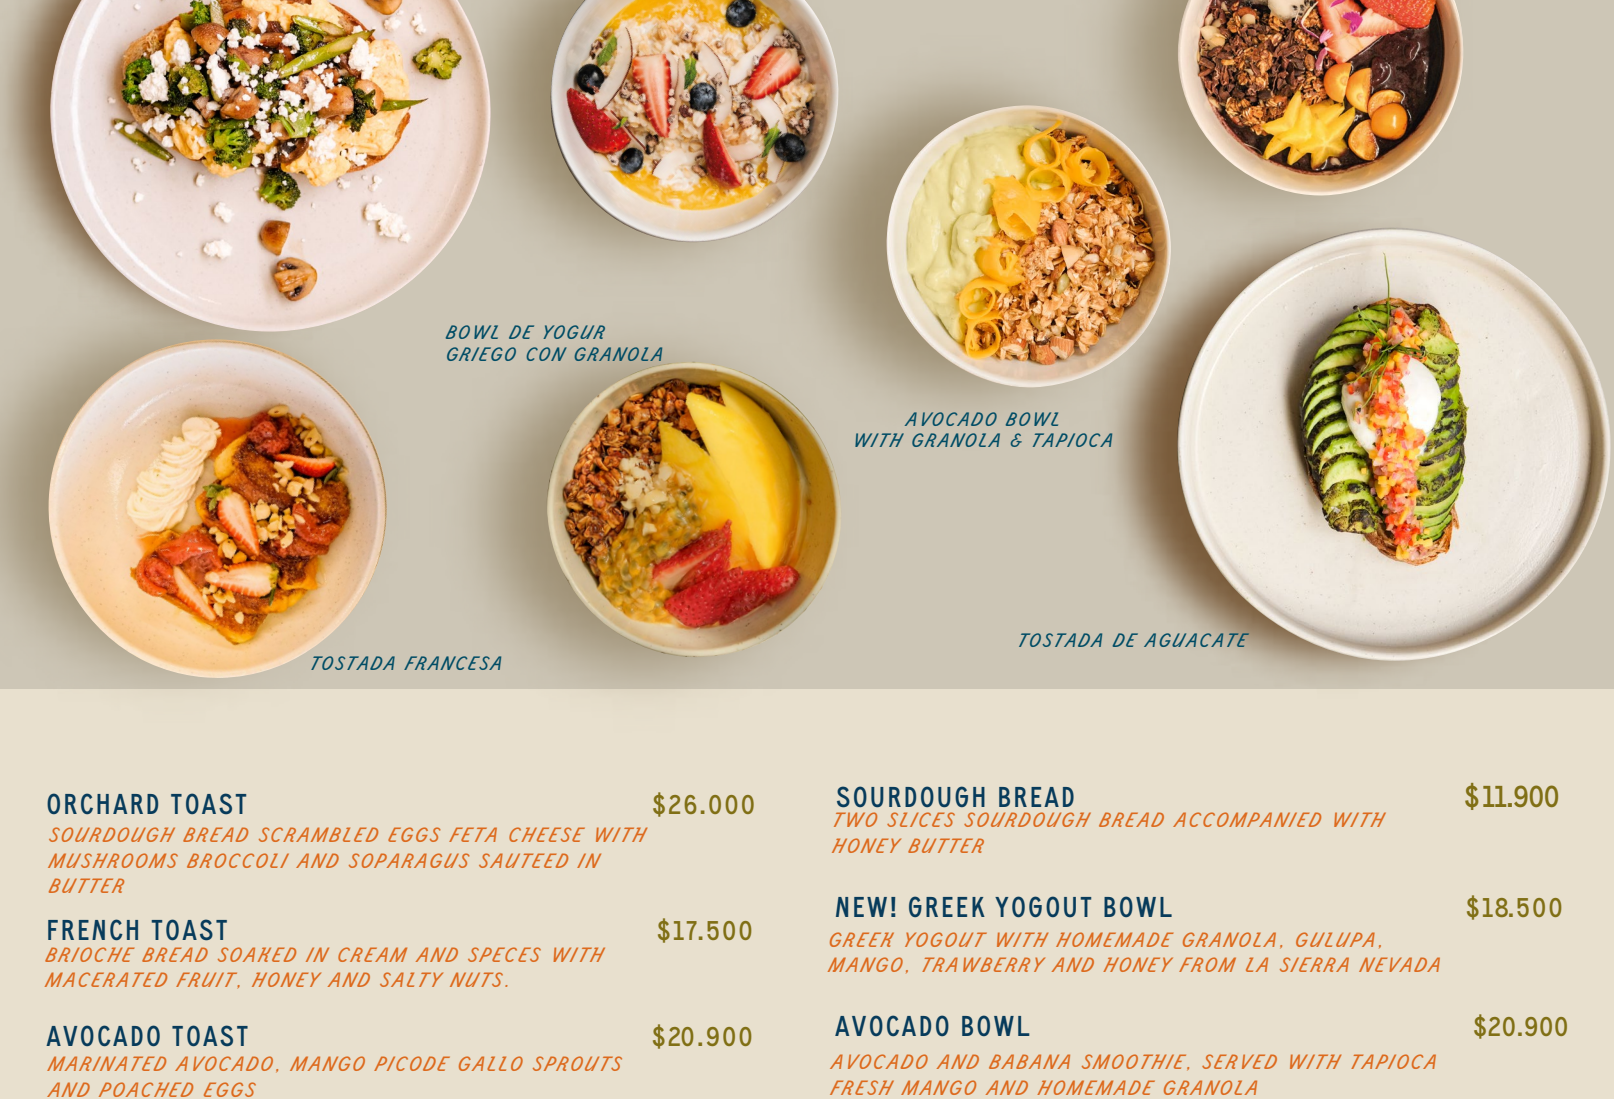 BOWL DE YOGUR
GRIEGO CON GRANOLA
AVOCADO BOWL
WITH GRANOLA & TAPIOCA
TOSTADA DE AGUACATE
TOSTADA FRANCESA
ORCHARD TOAST $26.000
SOURDOUGH BREAD SCRAMBLED EGGS FETA CHEESE WITH
MUSHROOMS BROCCOLI AND SOPARAGUS SAUTEED IN
BUTTER
FRENCH TOAST $17.500
BRIOCHE BREAD SOAKED IN CREAM AND SPECES WITH
MACERATED FRUIT, HONEY AND SALTY NUTS.
AVOCADO TOAST $20.900
MARINATED AVOCADO, MANGO PICODE GALLO SPROUTS
AND POACHED EGGS
SOURDOUGH BREAD $11.900
TWO SLICES SOURDOUGH BREAD ACCOMPANIED WITH
HONEY BUTTER
NEW! GREEK YOGOUT BOWL $18.500
GREEK YOGOUT WITH HOMEMADE GRANOLA, GULUPA,
MANGO, TRAWBERRY AND HONEY FROM LA SIERRA NEVADA
AVOCADO BOWL $20.900
AVOCADO AND BABANA SMOOTHIE, SERVED WITH TAPIOCA
FRESH MANGO AND HOMEMADE GRANOLA